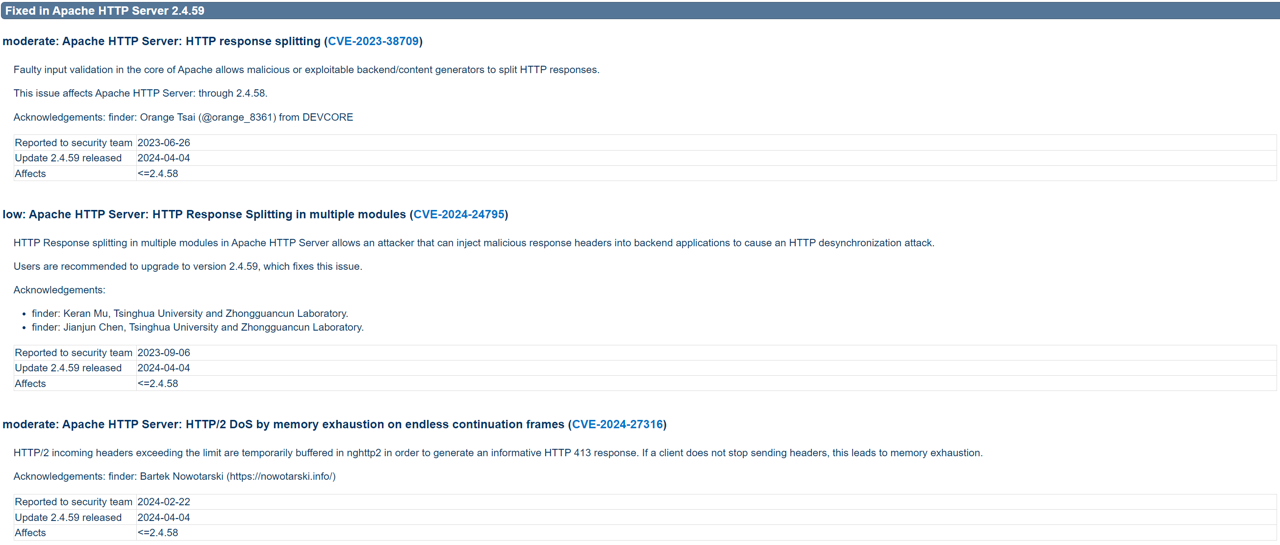 Fixed in Apache HTTP Server 2.4.59
moderate: Apache HTTP Server: HTTP response splitting (CVE-2023-38709)
Faulty input validation in the core of Apache allows malicious or exploitable backend/content generators to split HTTP responses.
This issue affects Apache HTTP Server: through 2.4.58.
Acknowledgements: finder: Orange Tsai (@orange_8361) from DEVCORE
Reported to security team 2023-06-26
Update 2.4.59 released 2024-04-04
Affects <=2.4.58
low: Apache HTTP Server: HTTP Response Splitting in multiple modules (CVE-2024-24795)
HTTP Response splitting in multiple modules in Apache HTTP Server allows an attacker that can inject malicious response headers into backend applications to cause an HTTP desynchronization attack.
Users are recommended to upgrade to version 2.4.59, which fixes this issue.
Acknowledgements:
• finder: Keran Mu, Tsinghua University and Zhongguancun Laboratory.
• finder: Jianjun Chen, Tsinghua University and Zhongguancun Laboratory.
Reported to security team 2023-09-06
Update 2.4.59 released 2024-04-04
Affects <=2.4.58
moderate: Apache HTTP Server: HTTP/2 DoS by memory exhaustion on endless continuation frames (CVE-2024-27316)
HTTP/2 incoming headers exceeding the limit are temporarily buffered in nghttp2 in order to generate an informative HTTP 413 response. If a client does not stop sending headers, this leads to memory exhaustion.
Acknowledgements: finder: Bartek Nowotarski (https://nowotarski.info/)
Reported to security team 2024-02-22
Update 2.4.59 released 2024-04-04
Affects <=2.4.58